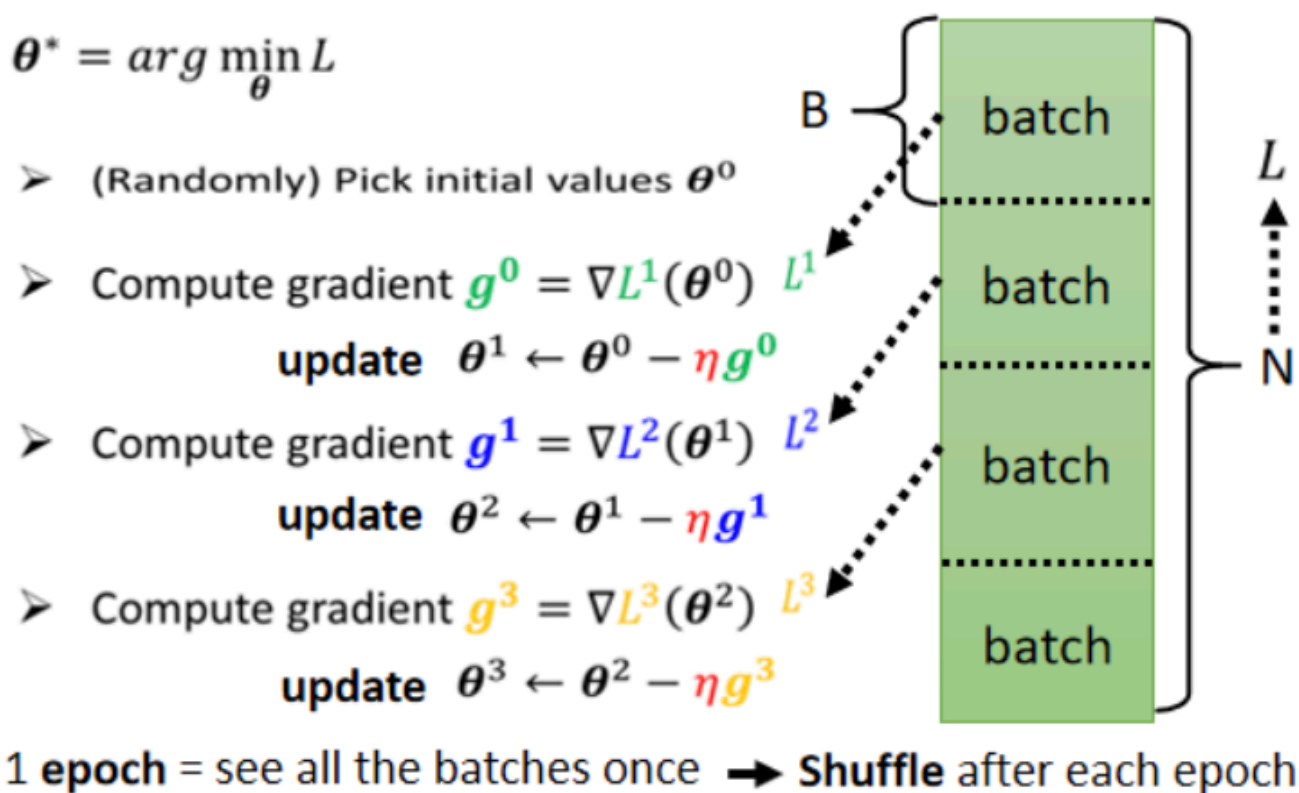 θ* = arg min L
θ
➢ (Randomly) Pick initial values θ⁰
➢ Compute gradient g⁰ = ∇L¹(θ⁰) L¹
update θ¹ ← θ⁰ − ηg⁰
➢ Compute gradient g¹ = ∇L²(θ¹) L²
update θ² ← θ¹ − ηg¹
➢ Compute gradient g³ = ∇L³(θ²) L³
update θ³ ← θ² − ηg³
B
batch
batch
batch
batch
L
N
1 epoch = see all the batches once ➡ Shuffle after each epoch